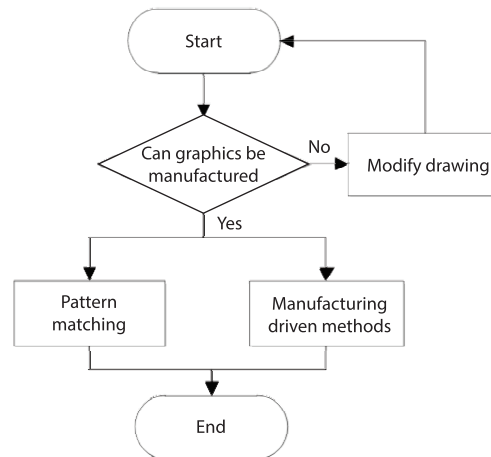 Start
Can graphics be
manufactured
No
Modify drawing
Yes
Pattern
matching
Manufacturing
driven methods
End